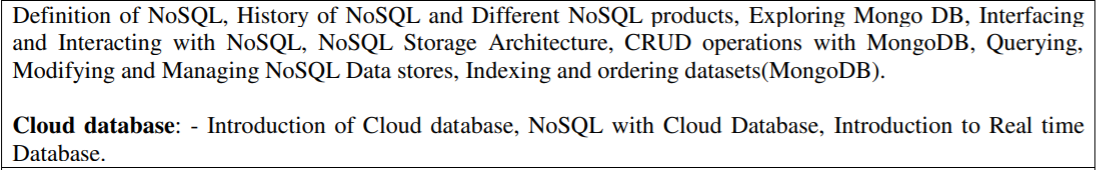 Definition of NoSQL, History of NoSQL and Different NoSQL products, Exploring Mongo DB, Interfacing
and Interacting with NoSQL, NoSQL Storage Architecture, CRUD operations with MongoDB, Querying,
Modifying and Managing NoSQL Data stores, Indexing and ordering datasets(MongoDB).
Cloud database: - Introduction of Cloud database, NoSQL with Cloud Database, Introduction to Real time
Database.